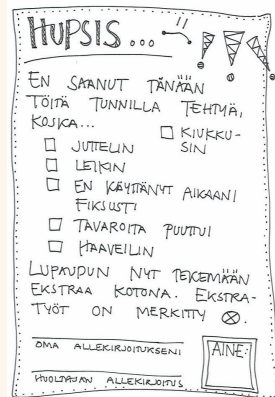 HUPSIS...
EN SAANUT TÄNÄÄN
TÖITÄ TUNNILLA TEHTYÄ,
KOSKA...
KIUKKU-
SIN
JUTTELIN
LEIKIN
EN KÄYTTÄNYT AIKAANI
FIKSUSTI
TAVAROITA PUUTTUI
HAAVEILIN
LUPAUDUN NYT TEKEMÄÄN
EKSTRAA KOTONA. EKSTRA-
TYÖT ON MERKITTY ⊗.
OMA ALLEKIRJOITUKSENI
AINE:
HUOLTAJAN ALLEKIRJOITUS